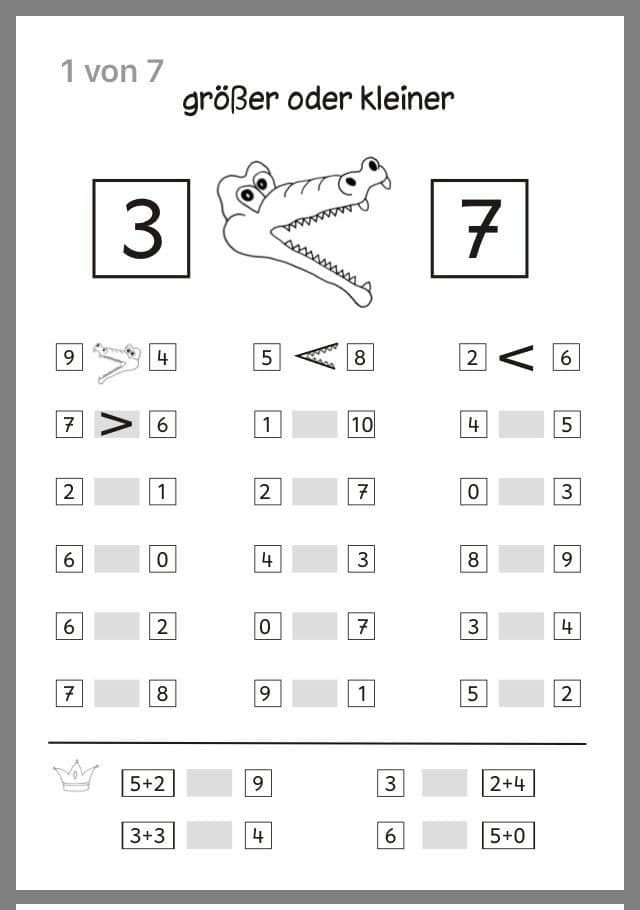 1 von 7
größer oder kleiner
3 7
9 4 5 < 8 2 < 6
7 > 6 1 10 4 5
2 1 2 7 0 3
6 0 4 3 8 9
6 2 0 7 3 4
7 8 9 1 5 2
5+2 9 3 2+4
3+3 4 6 5+0